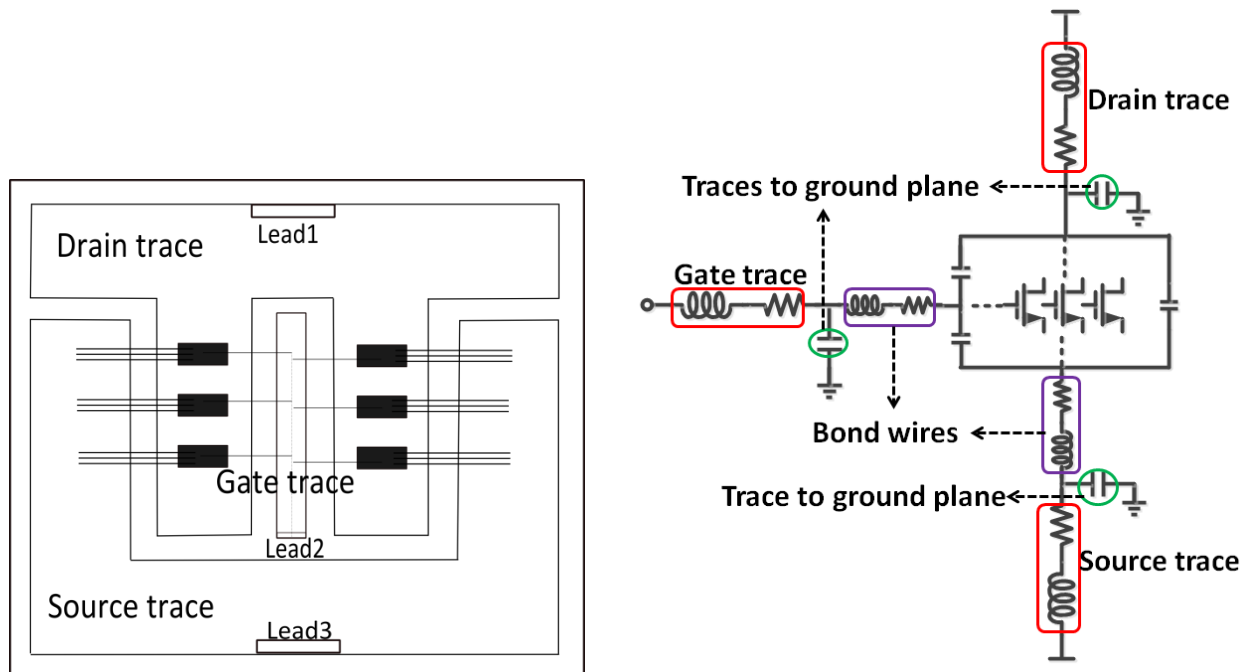 Drain trace
Lead1
Gate trace
Lead2
Source trace
Lead3
Drain trace
Traces to ground plane
Gate trace
Bond wires
Trace to ground plane
Source trace